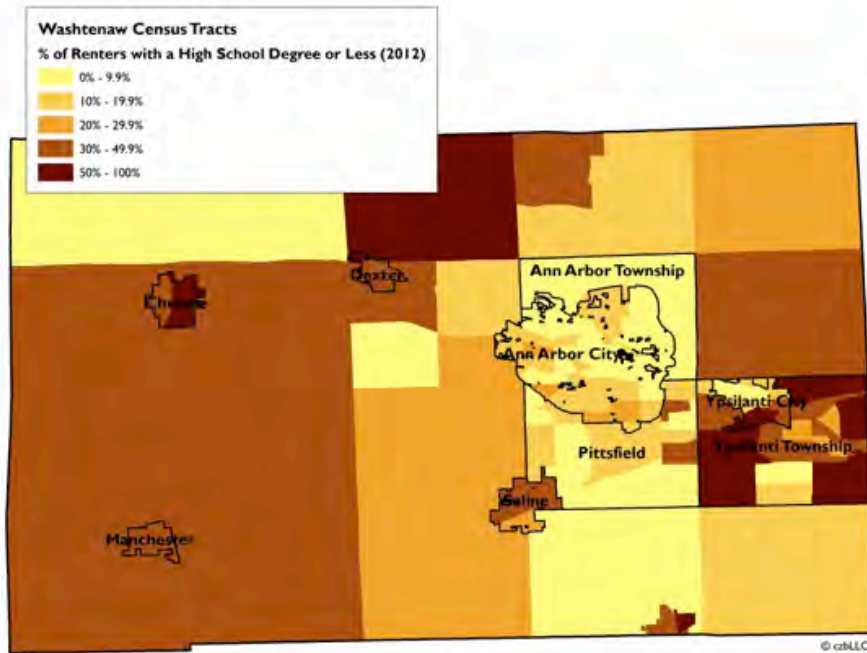 Washtenaw Census Tracts
% of Renters with a High School Degree or Less (2012)
0% - 9.9%
10% - 19.9%
20% - 29.9%
30% - 49.9%
50% - 100%
Ann Arbor Township
Dexter
Chelsea
Ann Arbor City
Ypsilanti City
Ypsilanti Township
Pittsfield
Saline
Manchester
© czbLLC